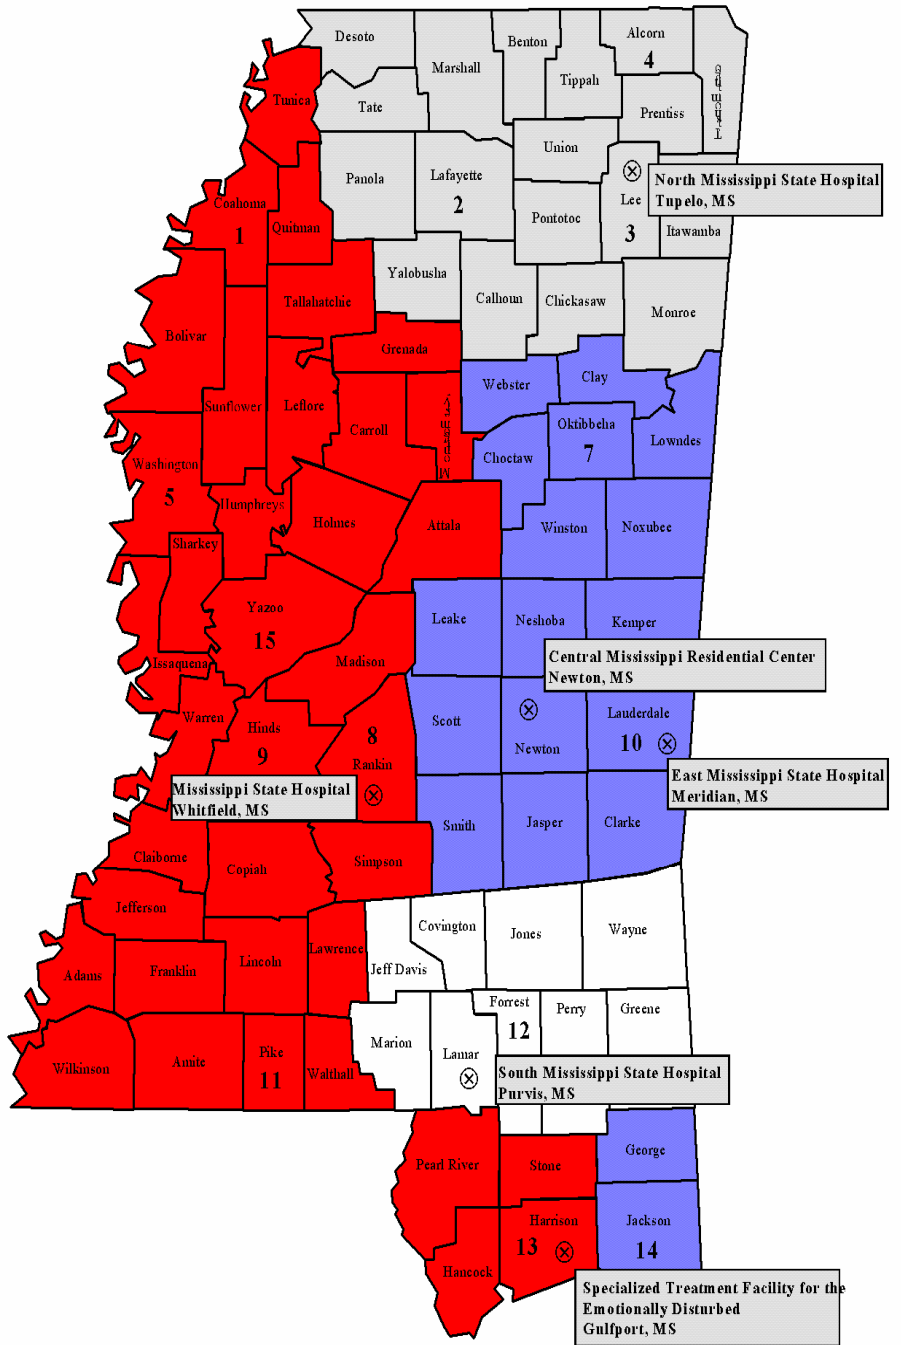 Desoto
Marshall
Benton
Tippah
Alcorn
4
Tishomingo
Tunica
Tate
Prentiss
Panola
Lafayette
2
Union
Pontotoc
Lee
3
Itawamba
North Mississippi State Hospital
Tupelo, MS
Coahoma
1
Quitman
Yalobusha
Calhoun
Chickasaw
Monroe
Tallahatchie
Bolivar
Grenada
Sunflower
Leflore
Carroll
Webster
Clay
Oktibbeha
7
Lowndes
Choctaw
Washington
5
Humphreys
Holmes
Attala
Winston
Noxubee
Sharkey
Yazoo
15
Leake
Neshoba
Kemper
Issaquena
Madison
Central Mississippi Residential Center
Newton, MS
Warren
Hinds
9
8
Rankin
Scott
Newton
Lauderdale
10
Mississippi State Hospital
Whitfield, MS
East Mississippi State Hospital
Meridian, MS
Smith
Jasper
Clarke
Claiborne
Copiah
Simpson
Jefferson
Covington
Jones
Wayne
Adams
Franklin
Lincoln
Lawrence
Jeff Davis
Marion
Lamar
Forrest
12
Perry
Greene
Wilkinson
Amite
Pike
11
Walthall
South Mississippi State Hospital
Purvis, MS
Pearl River
Stone
George
Hancock
Harrison
13
Jackson
14
Specialized Treatment Facility for the
Emotionally Disturbed
Gulfport, MS